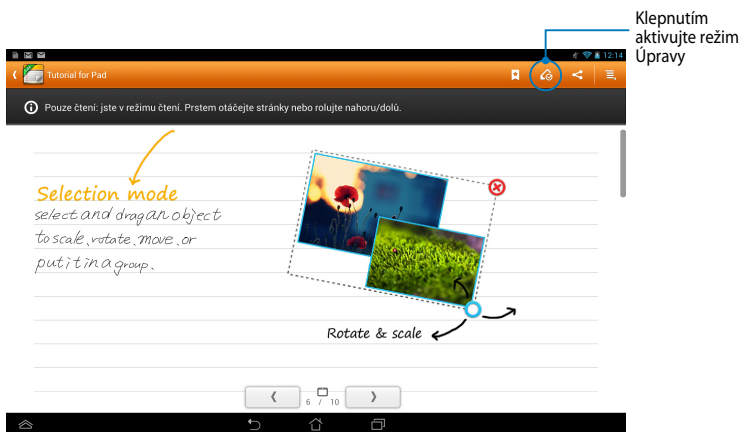 Klepnutím
aktivujte režim
Úpravy
12:14
Tutorial for Pad
Pouze čtení: jste v režimu čtení. Prstem otáčejte stránky nebo rolujte nahoru/dolů.
Selection mode
select and drag an object
to scale, rotate, move, or
put it in a group.
Rotate & scale
6 / 10